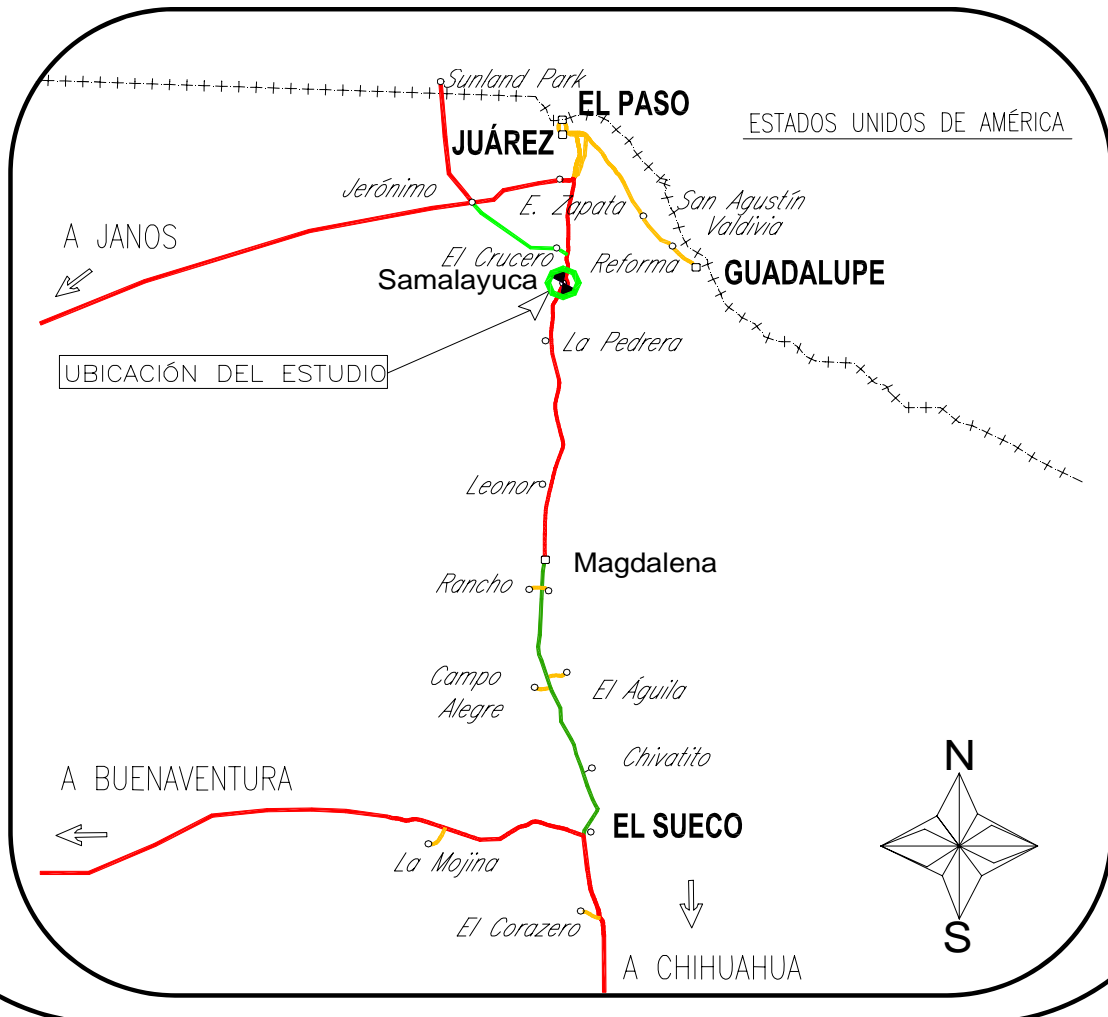 Sunland Park
EL PASO
ESTADOS UNIDOS DE AMÉRICA
JUÁREZ
Jerónimo
E. Zapata
San Agustín
Valdivia
A JANOS
El Crucero
Reforma
GUADALUPE
Samalayuca
La Pedrera
UBICACIÓN DEL ESTUDIO
Leonor
Magdalena
Rancho
Campo
Alegre
El Águila
Chivatito
A BUENAVENTURA
N
EL SUECO
La Mojina
El Corazero
S
A CHIHUAHUA